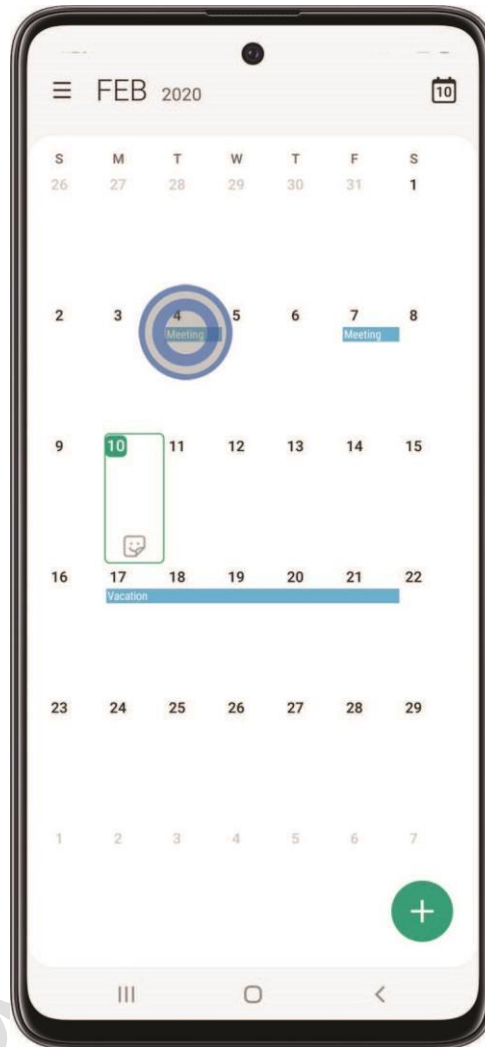 FEB 2020 10
S M T W T F S
26 27 28 29 30 31 1
2 3 4 5 6 7 8
Meeting Meeting
9 10 11 12 13 14 15
16 17 18 19 20 21 22
Vacation
23 24 25 26 27 28 29
1 2 3 4 5 6 7